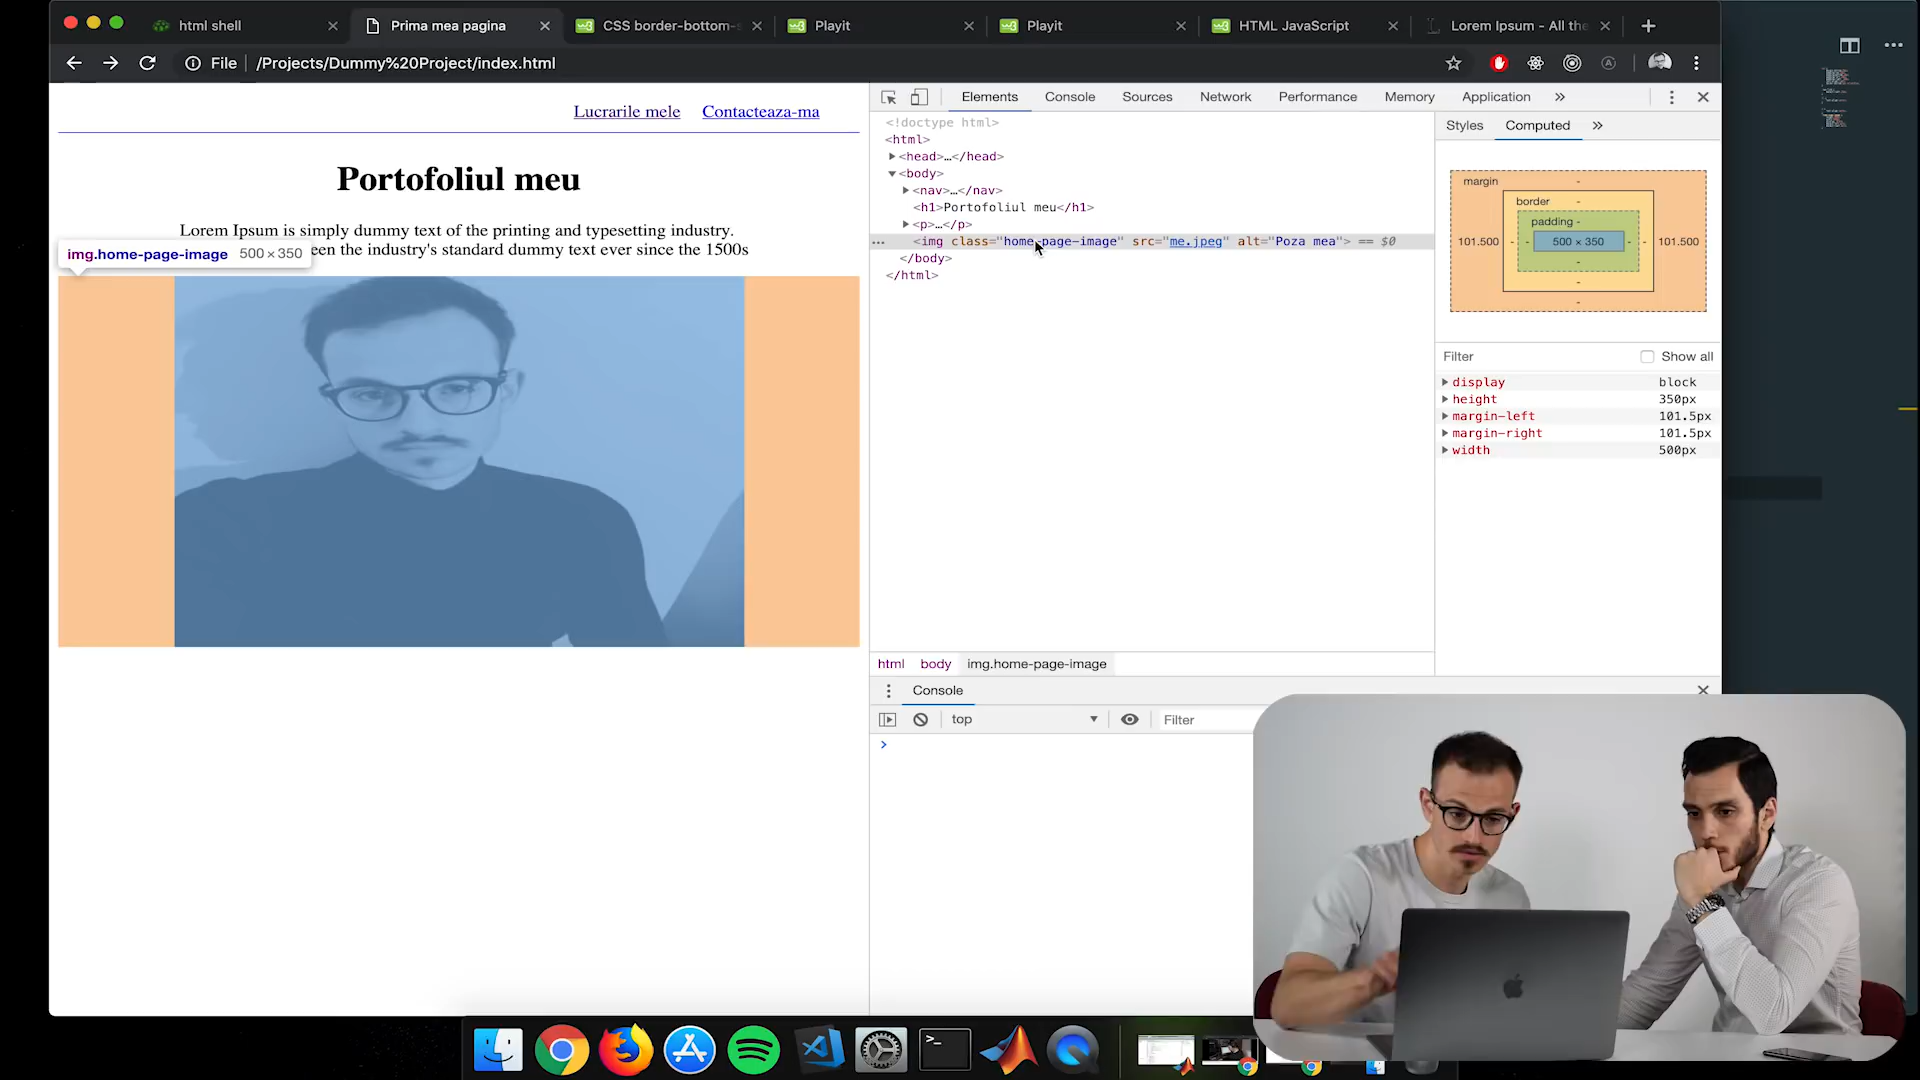 html shell
Prima mea pagina
CSS border-bottom-
Playit
Playit
HTML JavaScript
Lorem Ipsum - All the
File /Projects/Dummy%20Project/index.html
Lucrarile mele Contacteaza-ma
Portofoliul meu
Lorem Ipsum is simply dummy text of the printing and typesetting industry.
een the industry's standard dummy text ever since the 1500s
img.home-page-image 500 × 350
Elements Console Sources Network Performance Memory Application »
<!doctype html>
<html>
<head>…</head>
<body>
<nav>…</nav>
<h1>Portofoliul meu</h1>
<p>…</p>
<img class="home-page-image" src="me.jpeg" alt="Poza mea"> == $0
</body>
</html>
html body img.home-page-image
Styles Computed »
margin -
border -
padding -
101.500 - - 500 × 350 - - 101.500
-
-
-
Filter Show all
display block
height 350px
margin-left 101.5px
margin-right 101.5px
width 500px
Console
top Filter
>